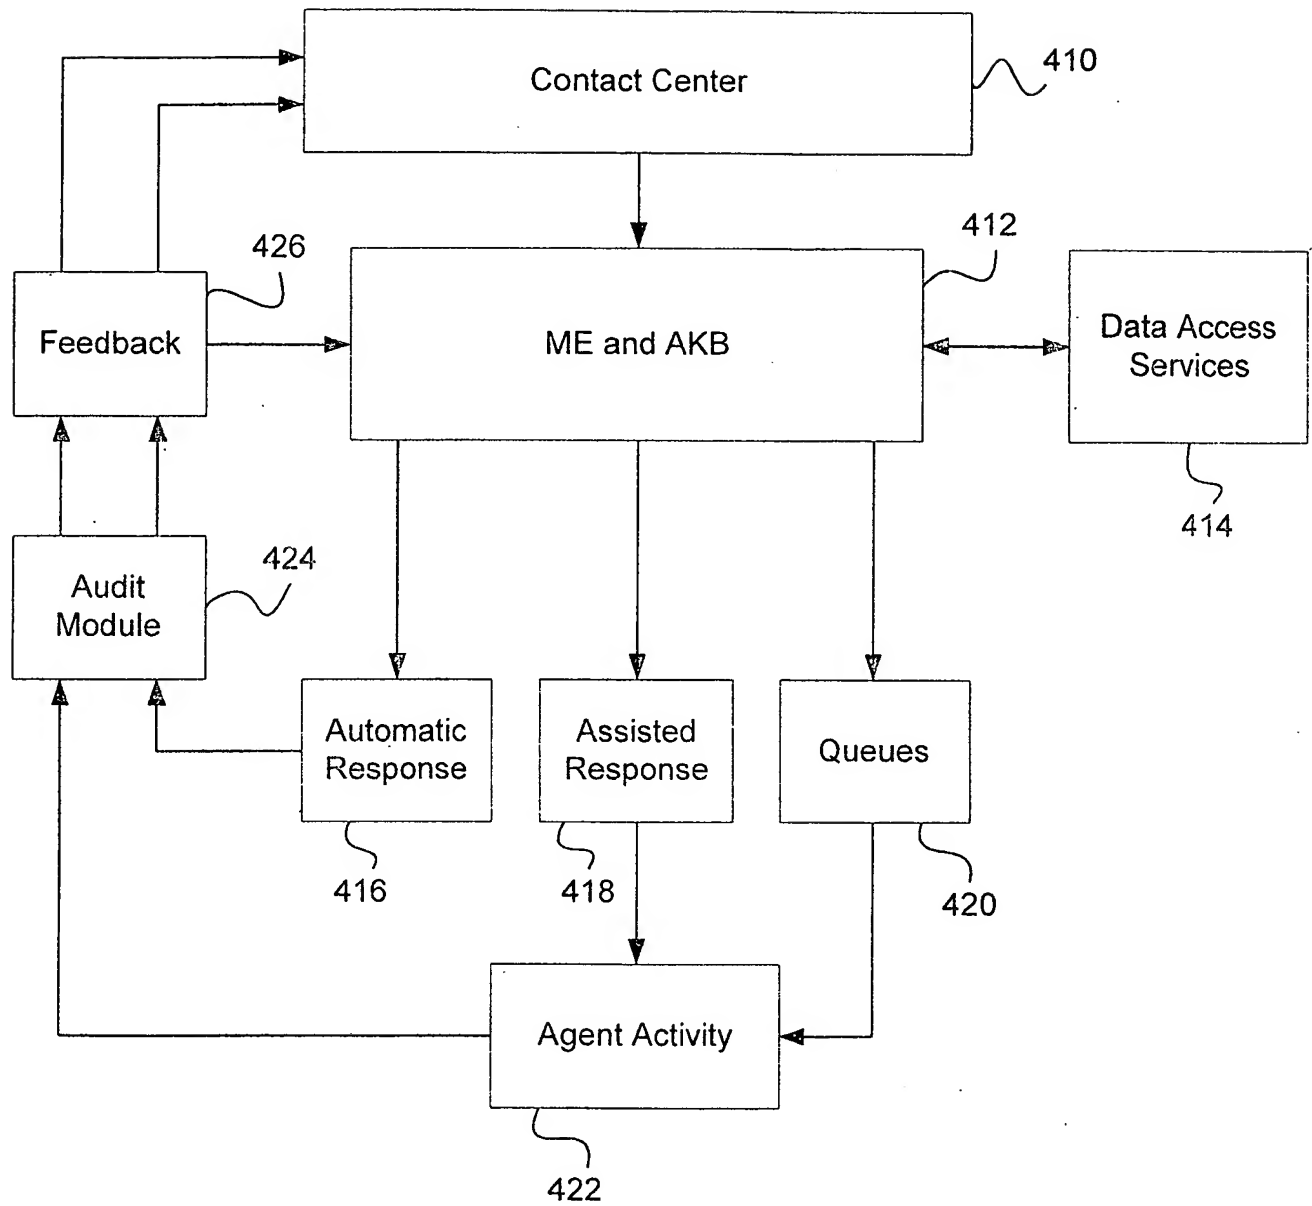 Contact Center
410
412
426
Feedback
ME and AKB
Data Access
Services
414
424
Audit
Module
Automatic
Response
Assisted
Response
Queues
416
418
420
Agent Activity
422